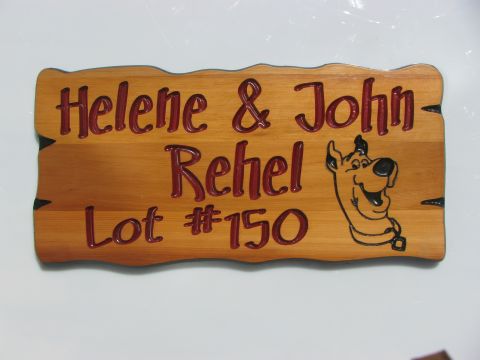 Helene & John
Rehel
Lot #150